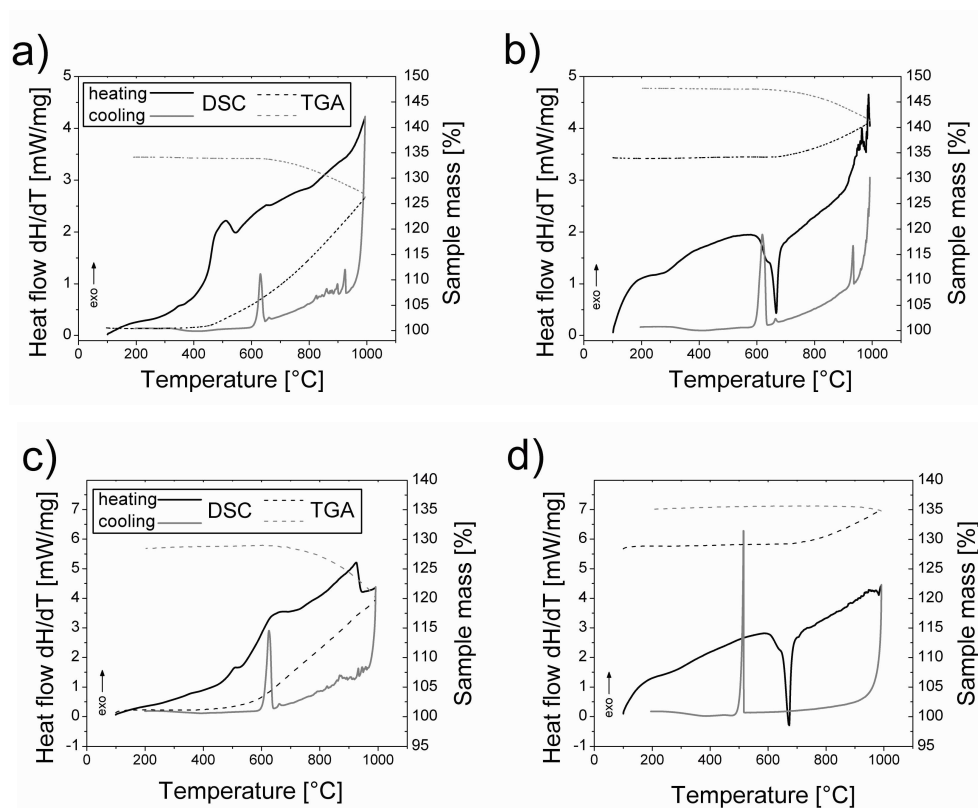 a)
Heat flow dH/dT [mW/mg]
5
4
3
2
1
0
heating DSC TGA
cooling
exo
0 200 400 600 800 1000
Temperature [°C]
150
145
140
135
130
125
120
115
110
105
100
Sample mass [%]
b)
Heat flow dH/dT [mW/mg]
5
4
3
2
1
0
exo
0 200 400 600 800 1000
Temperature [°C]
150
145
140
135
130
125
120
115
110
105
100
Sample mass [%]
c)
Heat flow dH/dT [mW/mg]
7
6
5
4
3
2
1
0
-1
heating DSC TGA
cooling
exo
0 200 400 600 800 1000
Temperature [°C]
140
135
130
125
120
115
110
105
100
95
Sample mass [%]
d)
Heat flow dH/dT [mW/mg]
7
6
5
4
3
2
1
0
-1
exo
0 200 400 600 800 1000
Temperature [°C]
140
135
130
125
120
115
110
105
100
95
Sample mass [%]